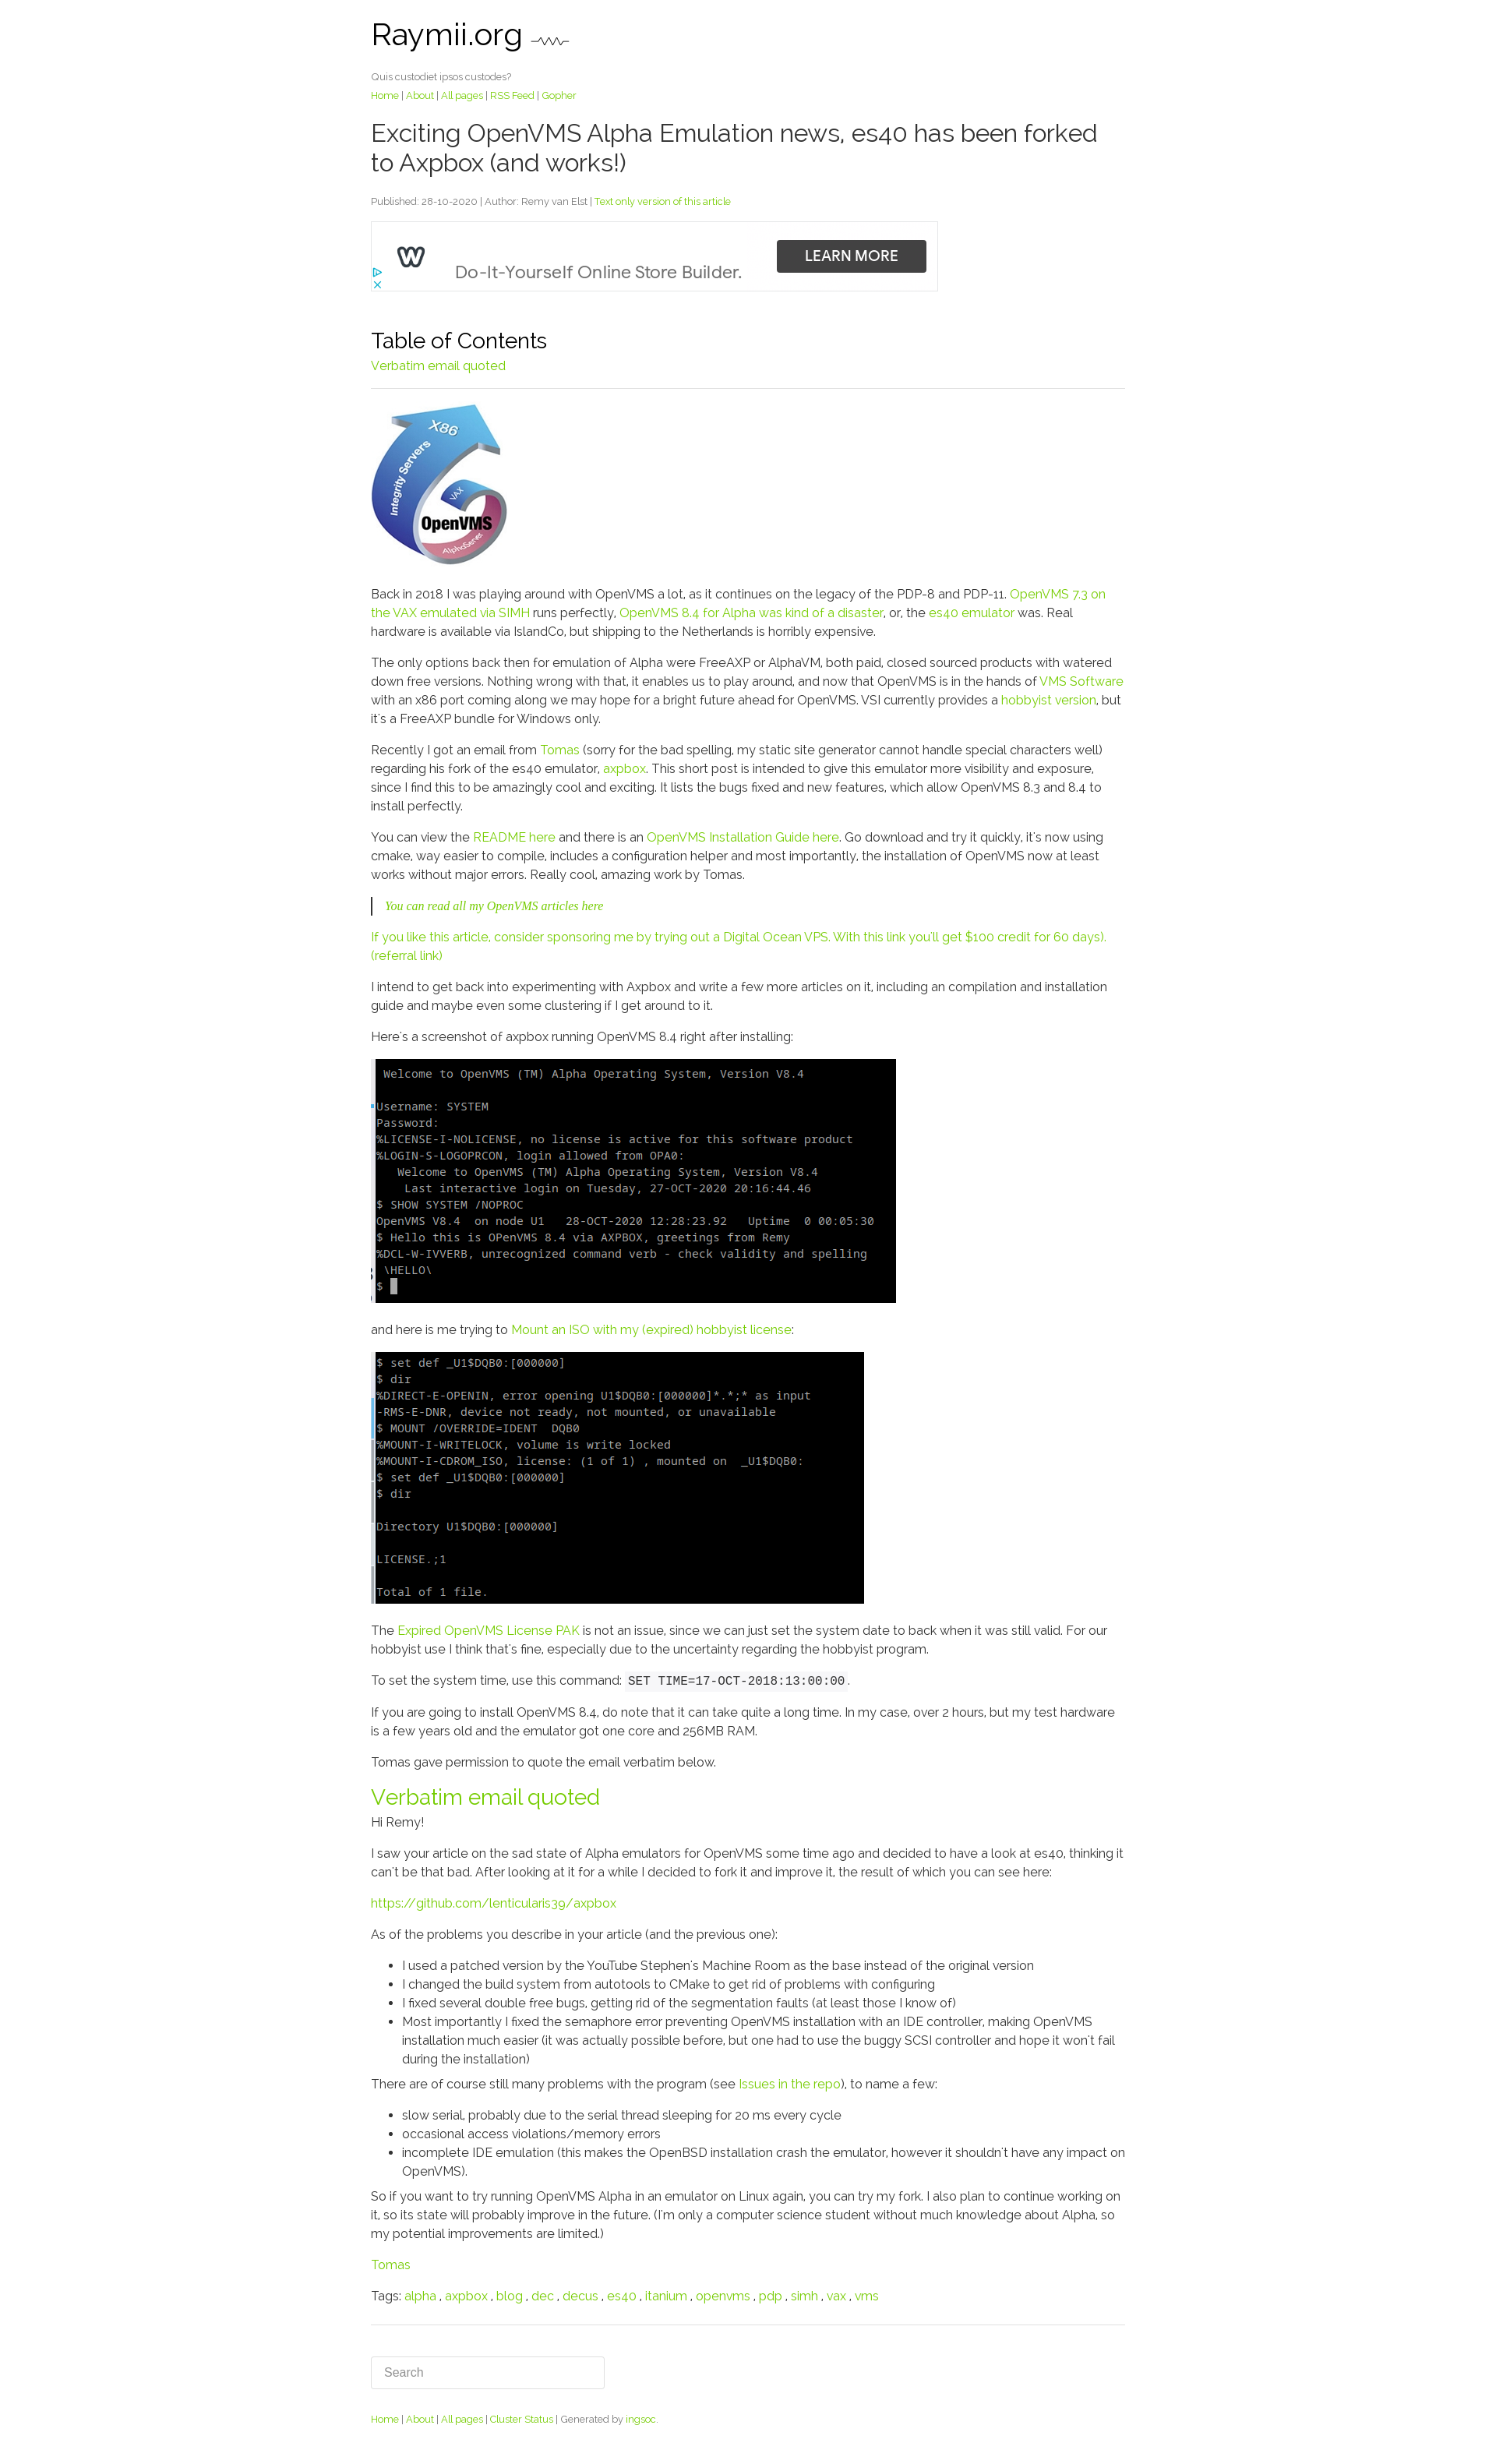 Raymii.org
Quis custodiet ipsos custodes?
Home | About | All pages | RSS Feed | Gopher
Exciting OpenVMS Alpha Emulation news, es40 has been forked
to Axpbox (and works!)
Published: 28-10-2020 | Author: Remy van Elst | Text only version of this article
W
Do-It-Yourself Online Store Builder.
LEARN MORE
Table of Contents
Verbatim email quoted
X86
Integrity Servers
VAX
OpenVMS
AlphaServer
Back in 2018 I was playing around with OpenVMS a lot, as it continues on the legacy of the PDP-8 and PDP-11. OpenVMS 7.3 on
the VAX emulated via SIMH runs perfectly, OpenVMS 8.4 for Alpha was kind of a disaster, or, the es40 emulator was. Real
hardware is available via IslandCo, but shipping to the Netherlands is horribly expensive.
The only options back then for emulation of Alpha were FreeAXP or AlphaVM, both paid, closed sourced products with watered
down free versions. Nothing wrong with that, it enables us to play around, and now that OpenVMS is in the hands of VMS Software
with an x86 port coming along we may hope for a bright future ahead for OpenVMS. VSI currently provides a hobbyist version, but
it's a FreeAXP bundle for Windows only.
Recently I got an email from Tomas (sorry for the bad spelling, my static site generator cannot handle special characters well)
regarding his fork of the es40 emulator, axpbox. This short post is intended to give this emulator more visibility and exposure,
since I find this to be amazingly cool and exciting. It lists the bugs fixed and new features, which allow OpenVMS 8.3 and 8.4 to
install perfectly.
You can view the README here and there is an OpenVMS Installation Guide here. Go download and try it quickly, it's now using
cmake, way easier to compile, includes a configuration helper and most importantly, the installation of OpenVMS now at least
works without major errors. Really cool, amazing work by Tomas.
You can read all my OpenVMS articles here
If you like this article, consider sponsoring me by trying out a Digital Ocean VPS. With this link you'll get $100 credit for 60 days).
(referral link)
I intend to get back into experimenting with Axpbox and write a few more articles on it, including an compilation and installation
guide and maybe even some clustering if I get around to it.
Here's a screenshot of axpbox running OpenVMS 8.4 right after installing:
Welcome to OpenVMS (TM) Alpha Operating System, Version V8.4
Username: SYSTEM
Password:
%LICENSE-I-NOLICENSE, no license is active for this software product
%LOGIN-S-LOGOPRCON, login allowed from OPA0:
Welcome to OpenVMS (TM) Alpha Operating System, Version V8.4
Last interactive login on Tuesday, 27-OCT-2020 20:16:44.46
$ SHOW SYSTEM /NOPROC
OpenVMS V8.4  on node U1   28-OCT-2020 12:28:23.92   Uptime  0 00:05:30
$ Hello this is OPenVMS 8.4 via AXPBOX, greetings from Remy
%DCL-W-IVVERB, unrecognized command verb - check validity and spelling
\HELLO\
$
and here is me trying to Mount an ISO with my (expired) hobbyist license:
$ set def _U1$DQB0:[000000]
$ dir
%DIRECT-E-OPENIN, error opening U1$DQB0:[000000]*.*;* as input
-RMS-E-DNR, device not ready, not mounted, or unavailable
$ MOUNT /OVERRIDE=IDENT  DQB0
%MOUNT-I-WRITELOCK, volume is write locked
%MOUNT-I-CDROM_ISO, license: (1 of 1) , mounted on  _U1$DQB0:
$ set def _U1$DQB0:[000000]
$ dir
Directory U1$DQB0:[000000]
LICENSE.;1
Total of 1 file.
The Expired OpenVMS License PAK is not an issue, since we can just set the system date to back when it was still valid. For our
hobbyist use I think that's fine, especially due to the uncertainty regarding the hobbyist program.
To set the system time, use this command: SET TIME=17-OCT-2018:13:00:00.
If you are going to install OpenVMS 8.4, do note that it can take quite a long time. In my case, over 2 hours, but my test hardware
is a few years old and the emulator got one core and 256MB RAM.
Tomas gave permission to quote the email verbatim below.
Verbatim email quoted
Hi Remy!
I saw your article on the sad state of Alpha emulators for OpenVMS some time ago and decided to have a look at es40, thinking it
can't be that bad. After looking at it for a while I decided to fork it and improve it, the result of which you can see here:
https://github.com/lenticularis39/axpbox
As of the problems you describe in your article (and the previous one):
• I used a patched version by the YouTube Stephen's Machine Room as the base instead of the original version
• I changed the build system from autotools to CMake to get rid of problems with configuring
• I fixed several double free bugs, getting rid of the segmentation faults (at least those I know of)
• Most importantly I fixed the semaphore error preventing OpenVMS installation with an IDE controller, making OpenVMS
installation much easier (it was actually possible before, but one had to use the buggy SCSI controller and hope it won't fail
during the installation)
There are of course still many problems with the program (see Issues in the repo), to name a few:
• slow serial, probably due to the serial thread sleeping for 20 ms every cycle
• occasional access violations/memory errors
• incomplete IDE emulation (this makes the OpenBSD installation crash the emulator, however it shouldn't have any impact on
OpenVMS).
So if you want to try running OpenVMS Alpha in an emulator on Linux again, you can try my fork. I also plan to continue working on
it, so its state will probably improve in the future. (I'm only a computer science student without much knowledge about Alpha, so
my potential improvements are limited.)
Tomas
Tags: alpha , axpbox , blog , dec , decus , es40 , itanium , openvms , pdp , simh , vax , vms
Search
Home | About | All pages | Cluster Status | Generated by ingsoc.